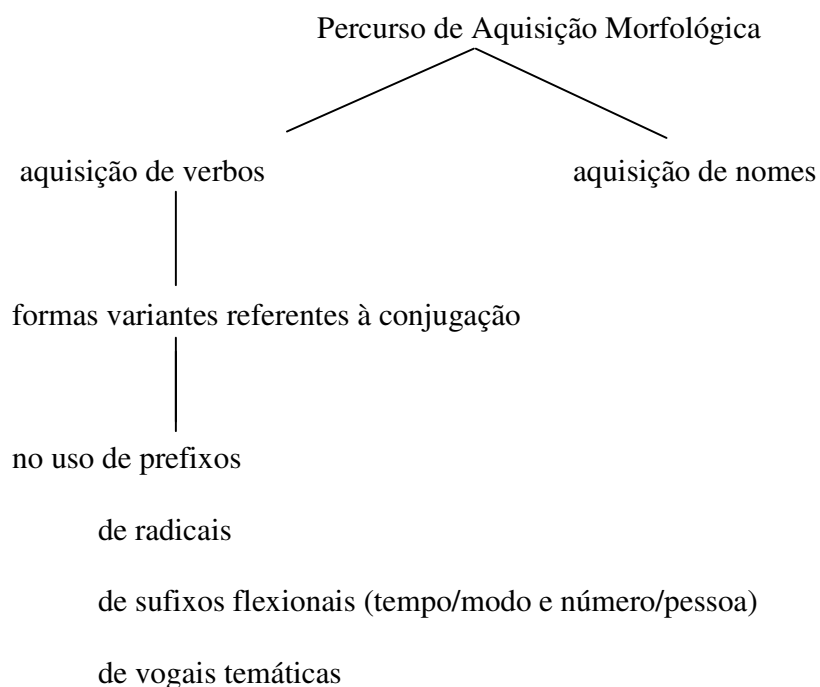 Percurso de Aquisição Morfológica
aquisição de verbos
aquisição de nomes
formas variantes referentes à conjugação
no uso de prefixos
de radicais
de sufixos flexionais (tempo/modo e número/pessoa)
de vogais temáticas